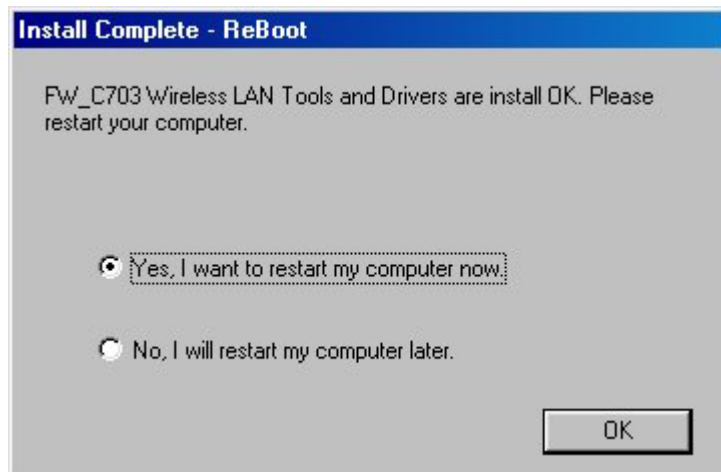 Install Complete - ReBoot
FW_C703 Wireless LAN Tools and Drivers are install OK. Please
restart your computer.
Yes, I want to restart my computer now.
No, I will restart my computer later.
OK